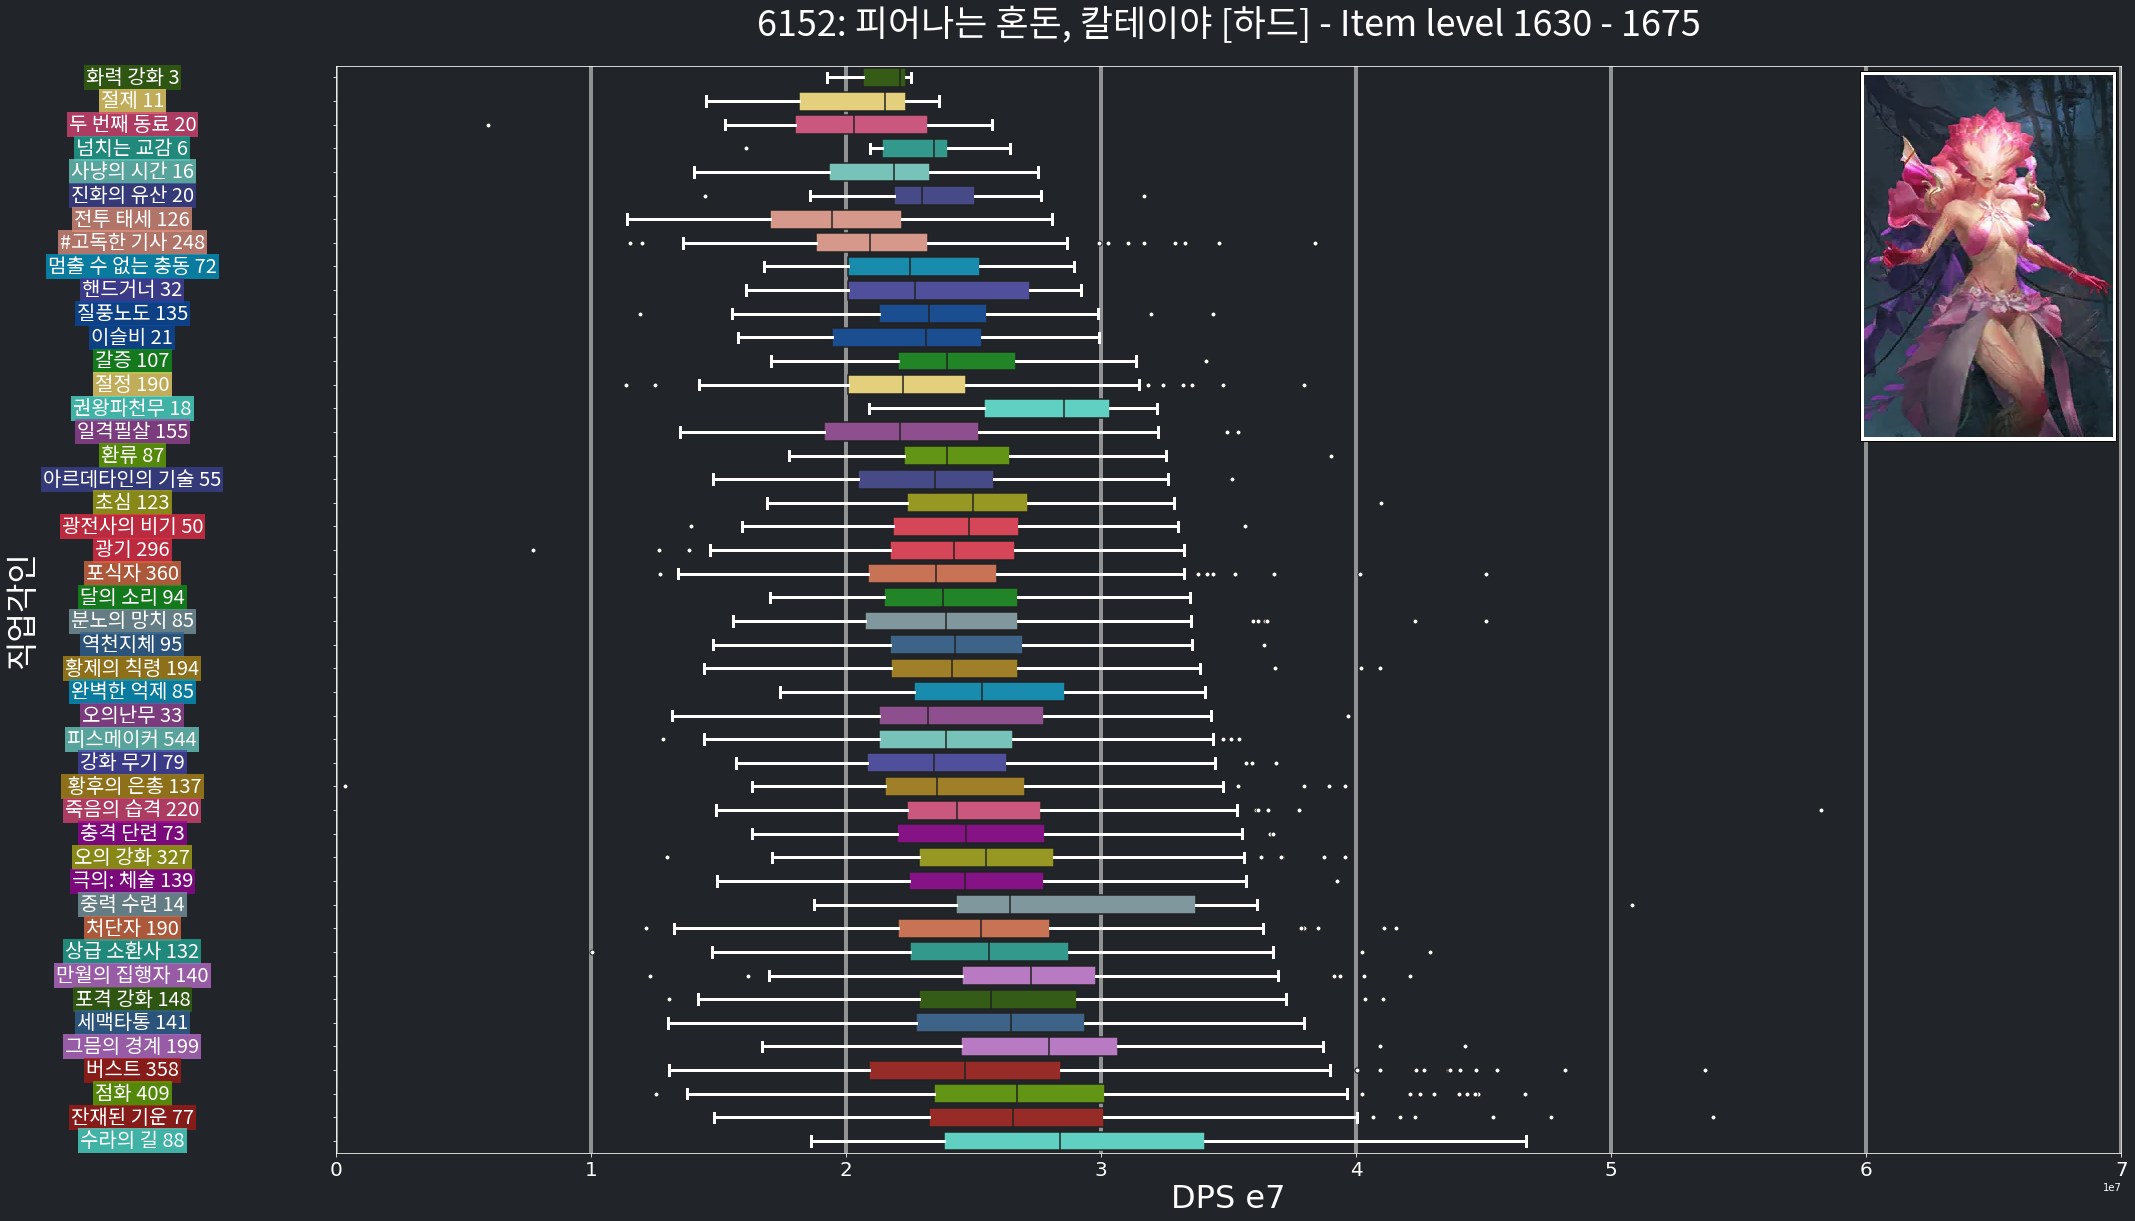 6152: 피어나는 혼돈, 칼테이야 [하드] - Item level 1630 - 1675
화력 강화 3
절제 11
두 번째 동료 20
넘치는 교감 6
사냥의 시간 16
진화의 유산 20
전투 태세 126
#고독한 기사 248
멈출 수 없는 충동 72
핸드거너 32
질풍노도 135
이슬비 21
갈증 107
절정 190
권왕파천무 18
일격필살 155
환류 87
아르데타인의 기술 55
초심 123
광전사의 비기 50
광기 296
포식자 360
달의 소리 94
분노의 망치 85
역천지체 95
황제의 칙령 194
완벽한 억제 85
오의난무 33
피스메이커 544
강화 무기 79
황후의 은총 137
죽음의 습격 220
충격 단련 73
오의 강화 327
극의: 체술 139
중력 수련 14
처단자 190
상급 소환사 132
만월의 집행자 140
포격 강화 148
세맥타통 141
그믐의 경계 199
버스트 358
점화 409
잔재된 기운 77
수라의 길 88
직업각인
0 1 2 3 4 5 6 7
1e7
DPS e7